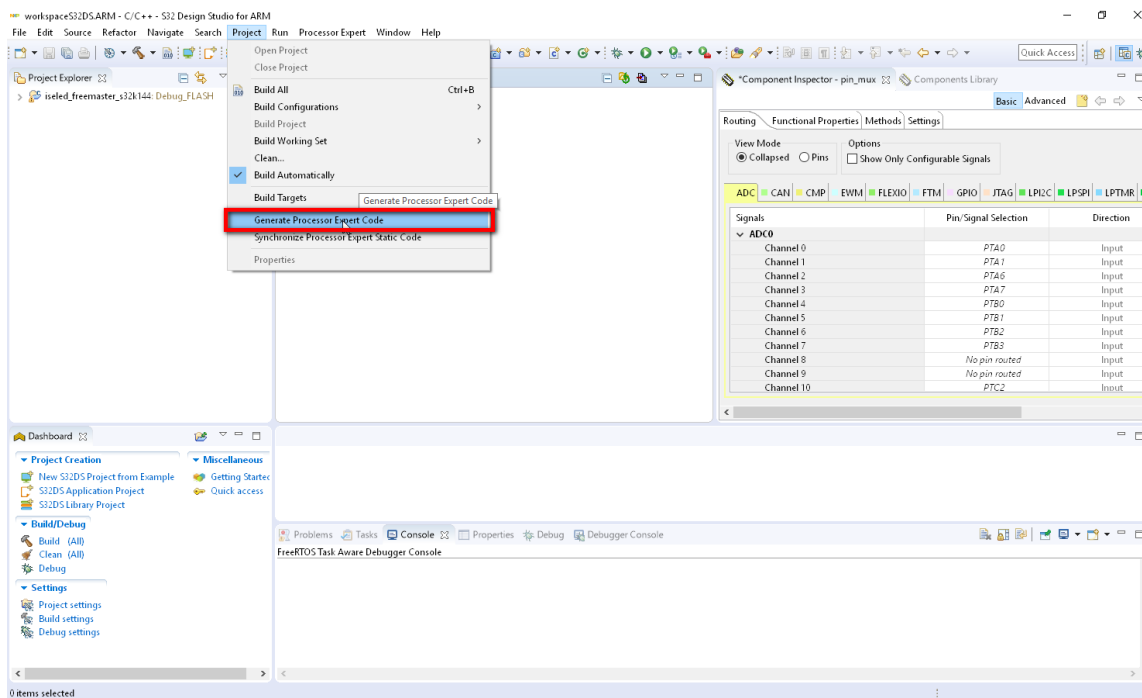 workspaceS32DS.ARM - C/C++ - S32 Design Studio for ARM
File Edit Source Refactor Navigate Search Project Run Processor Expert Window Help
Quick Access
Project Explorer
iseled_freemaster_s32k144: Debug_FLASH
Open Project
Close Project
Build All Ctrl+B
Build Configurations
Build Project
Build Working Set
Clean...
Build Automatically
Build Targets
Generate Processor Expert Code
Generate Processor Expert Code
Synchronize Processor Expert Static Code
Properties
*Component Inspector - pin_mux Components Library
Basic Advanced
Routing Functional Properties Methods Settings
View Mode Options
Collapsed Pins Show Only Configurable Signals
ADC CAN CMP EWM FLEXIO FTM GPIO JTAG LPI2C LPSPI LPTMR
Signals Pin/Signal Selection Direction
ADC0
Channel 0 PTA0 Input
Channel 1 PTA1 Input
Channel 2 PTA6 Input
Channel 3 PTA7 Input
Channel 4 PTB0 Input
Channel 5 PTB1 Input
Channel 6 PTB2 Input
Channel 7 PTB3 Input
Channel 8 No pin routed Input
Channel 9 No pin routed Input
Channel 10 PTC2 Input
Dashboard
Project Creation
New S32DS Project from Example
S32DS Application Project
S32DS Library Project
Build/Debug
Build (All)
Clean (All)
Debug
Settings
Project settings
Build settings
Debug settings
Miscellaneous
Getting Started
Quick access
Problems Tasks Console Properties Debug Debugger Console
FreeRTOS Task Aware Debugger Console
0 items selected